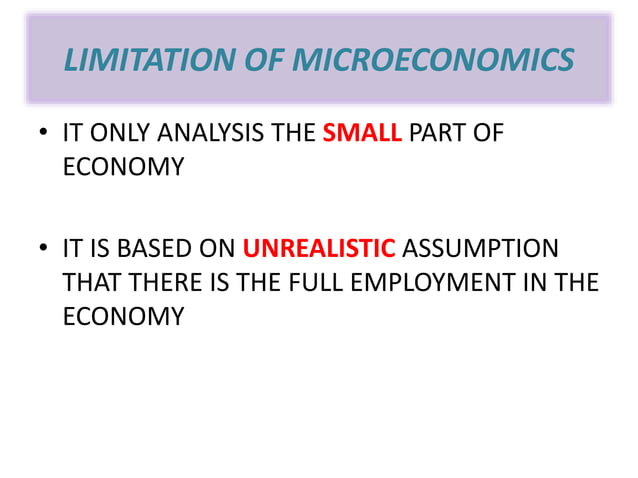 LIMITATION OF MICROECONOMICS
• IT ONLY ANALYSIS THE SMALL PART OF
ECONOMY
• IT IS BASED ON UNREALISTIC ASSUMPTION
THAT THERE IS THE FULL EMPLOYMENT IN THE
ECONOMY